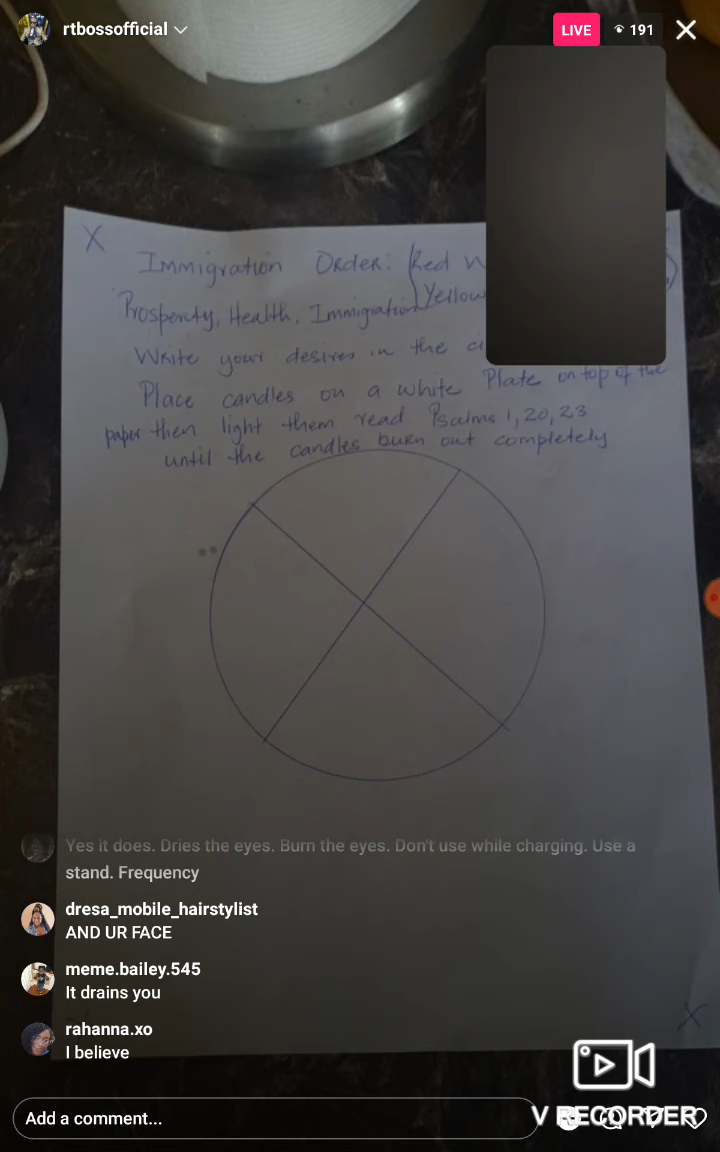 rtbossofficial
LIVE
191
X
Immigration Order: (Red W
Prosperity, Health, Immigration Yellow
Write your desires in the ci
Place candles on a white Plate on top of the
paper then light them read Psalms 1, 20, 23
until the candles burn out completely
X
Yes it does. Dries the eyes. Burn the eyes. Don't use while charging. Use a
stand. Frequency
dresa_mobile_hairstylist
AND UR FACE
meme.bailey.545
It drains you
rahanna.xo
I believe
Add a comment...
V RECORDER